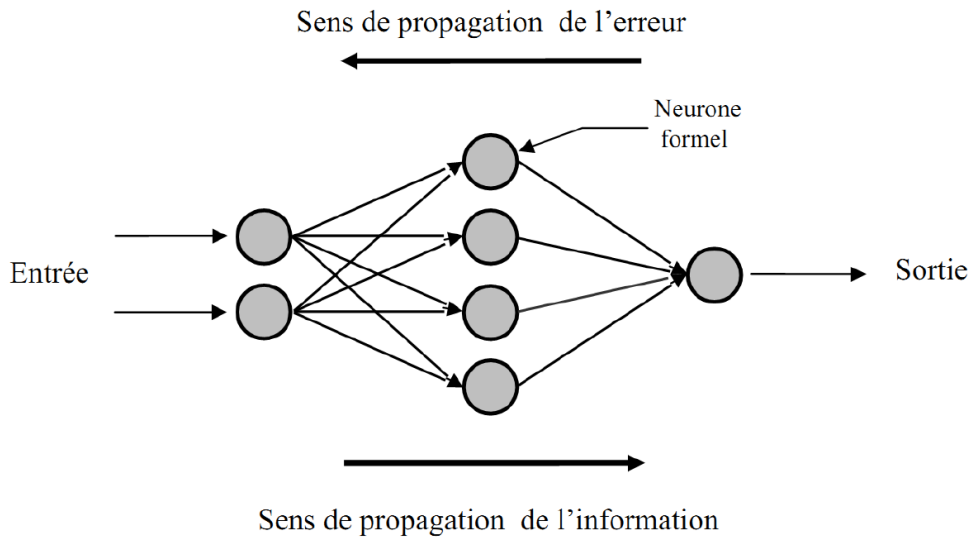 Sens de propagation de l'erreur
Neurone
formel
Entrée
Sortie
Sens de propagation de l'information